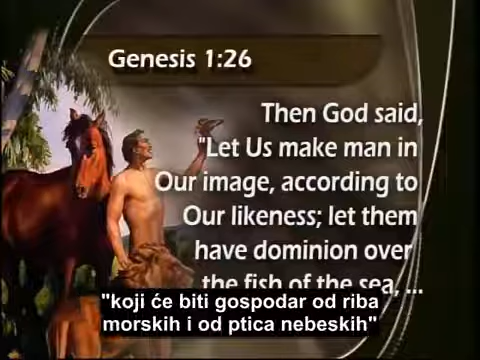 Genesis 1:26
Then God said,
"Let Us make man in
Our image, according to
Our likeness; let them
have dominion over
the fish of the sea, ...
"koji će biti gospodar od riba
morskih i od ptica nebeskih"